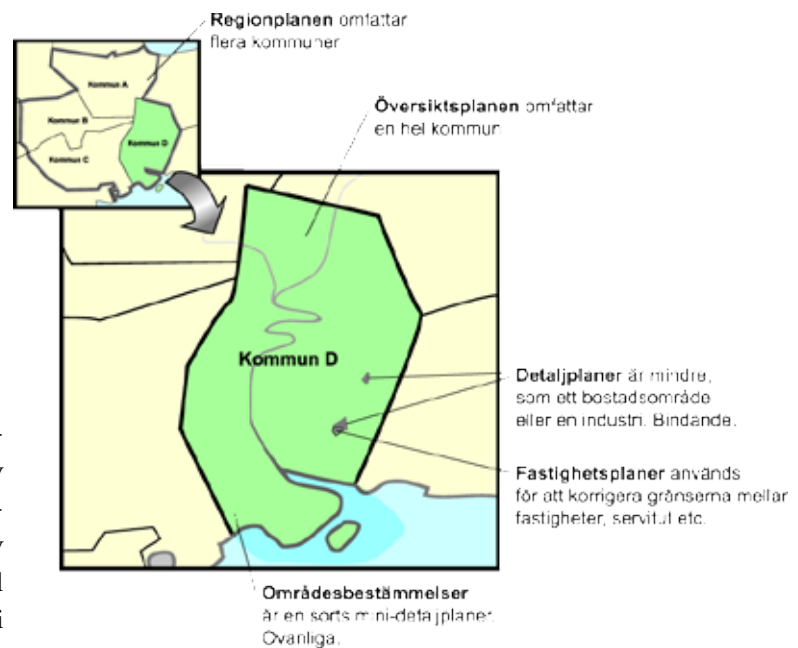 Regionplanen omfattar
flera kommuner
Kommun A
Kommun B
Kommun C
Kommun D
Översiktsplanen omfattar
en hel kommun
Kommun D
Detaljplaner är mindre,
som ett bostadsområde
eller en industri. Bindande.
Fastighetsplaner används
för att korrigera gränserna mellan
fastigheter, servitut etc.
Områdesbestämmelser
är en sorts mini-detaljplaner.
Ovanliga.